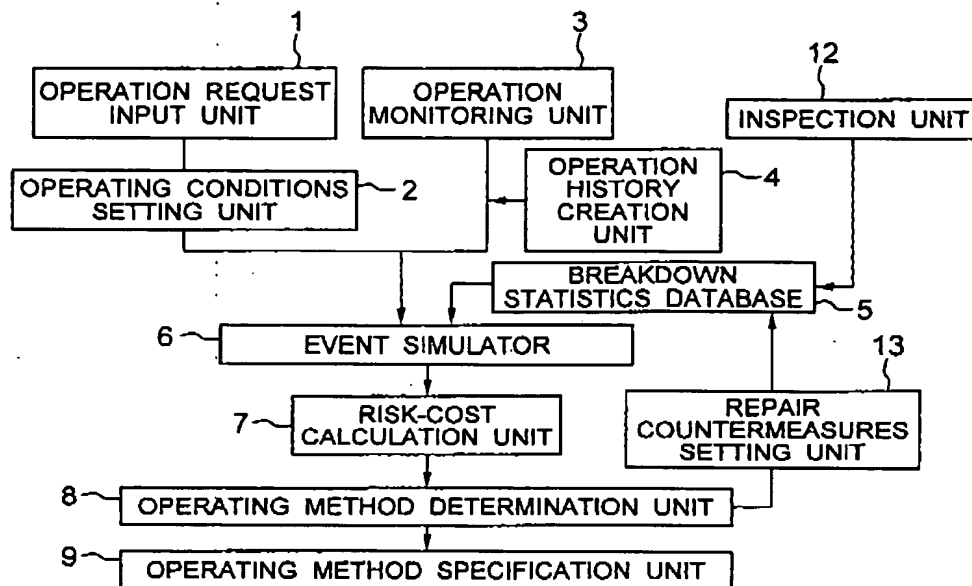 1
3
12
OPERATION REQUEST
INPUT UNIT
OPERATION
MONITORING UNIT
INSPECTION UNIT
OPERATING CONDITIONS
SETTING UNIT
2
OPERATION
HISTORY
CREATION
UNIT
4
BREAKDOWN
STATISTICS DATABASE
5
6
EVENT SIMULATOR
13
7
RISK-COST
CALCULATION UNIT
REPAIR
COUNTERMEASURES
SETTING UNIT
8
OPERATING METHOD DETERMINATION UNIT
9
OPERATING METHOD SPECIFICATION UNIT